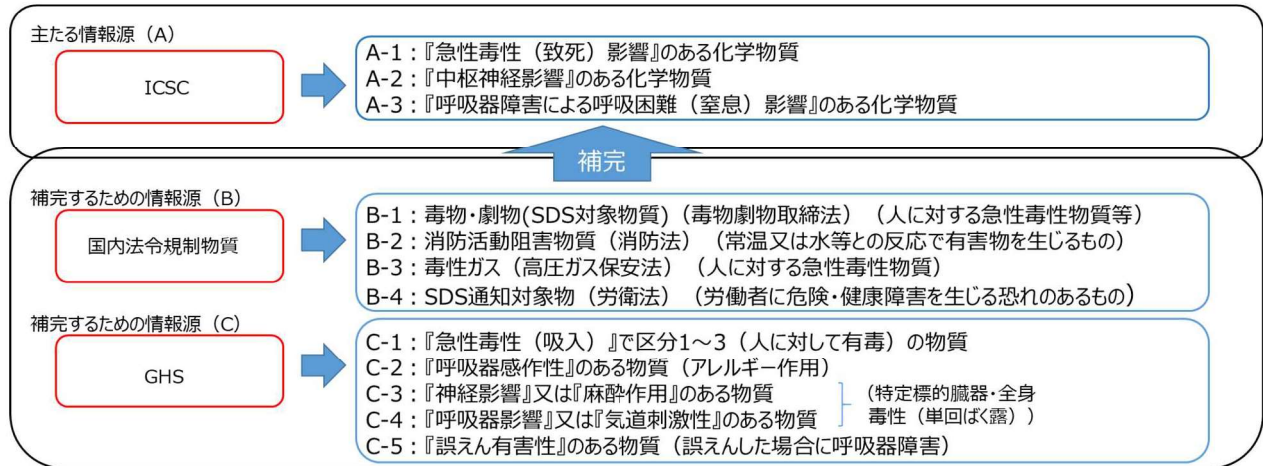 主たる情報源（A）
ICSC
A-1：『急性毒性（致死）影響』のある化学物質
A-2：『中枢神経影響』のある化学物質
A-3：『呼吸器障害による呼吸困難（窒息）影響』のある化学物質
補完
補完するための情報源（B）
国内法令規制物質
B-1：毒物・劇物(SDS対象物質)（毒物劇物取締法）（人に対する急性毒性物質等）
B-2：消防活動阻害物質（消防法）（常温又は水等との反応で有害物を生じるもの）
B-3：毒性ガス（高圧ガス保安法）（人に対する急性毒性物質）
B-4：SDS通知対象物（労衛法）（労働者に危険・健康障害を生じる恐れのあるもの）
補完するための情報源（C）
GHS
C-1：『急性毒性（吸入）』で区分1～3（人に対して有毒）の物質
C-2：『呼吸器感作性』のある物質（アレルギー作用）
C-3：『神経影響』又は『麻酔作用』のある物質
C-4：『呼吸器影響』又は『気道刺激性』のある物質
（特定標的臓器・全身
毒性（単回ばく露））
C-5：『誤えん有害性』のある物質（誤えんした場合に呼吸器障害）